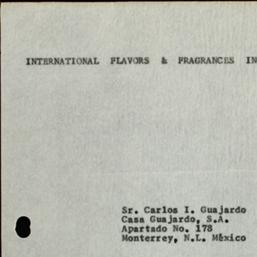 INTERNATIONAL FLAVORS & FRAGRANCES IN
Sr. Carlos I. Guajardo
Casa Guajardo, S.A.
Apartado No. 178
Monterrey, N.L. México